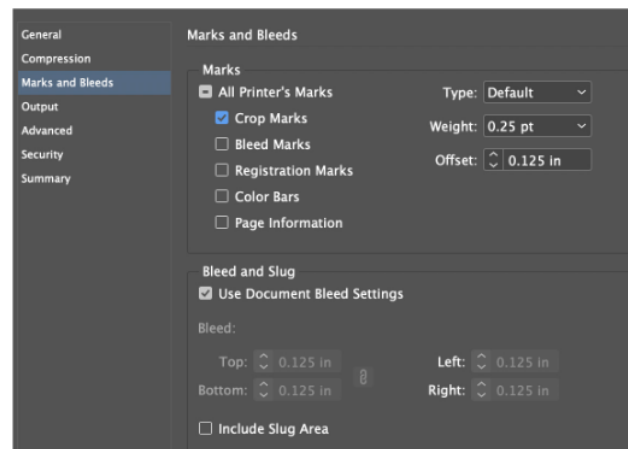 General
Compression
Marks and Bleeds
Output
Advanced
Security
Summary
Marks and Bleeds
Marks
All Printer's Marks
Crop Marks
Bleed Marks
Registration Marks
Color Bars
Page Information
Type: Default
Weight: 0.25 pt
Offset: 0.125 in
Bleed and Slug
Use Document Bleed Settings
Bleed:
Top: 0.125 in
Bottom: 0.125 in
Left: 0.125 in
Right: 0.125 in
Include Slug Area